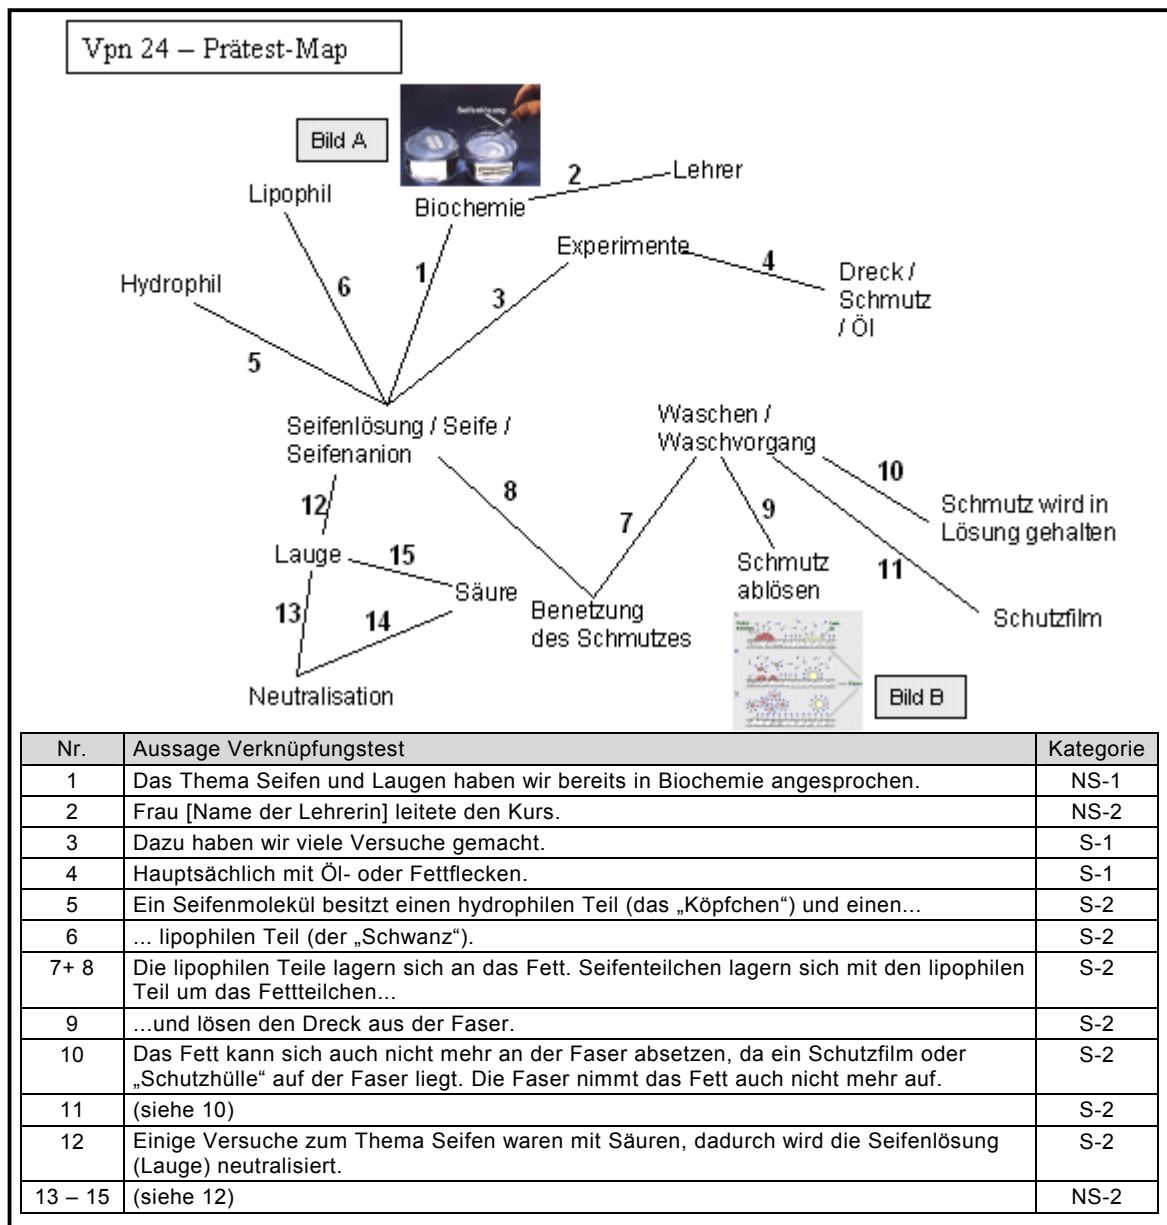 Vpn 24 – Prätest-Map
Bild A
Seifenlösung
2
Lehrer
Lipophil
Biochemie
Experimente
4
Hydrophil
6
1
3
Dreck /
Schmutz
/ Öl
5
Seifenlösung / Seife /
Seifenanion
Waschen /
Waschvorgang
12
8
7
9
10
Schmutz wird in
Lösung gehalten
Lauge
15
Schmutz
ablösen
11
13
14
Säure
Benetzung
des Schmutzes
Schutzfilm
Neutralisation
Bild B
Nr. Aussage Verknüpfungstest Kategorie
1 Das Thema Seifen und Laugen haben wir bereits in Biochemie angesprochen. NS-1
2 Frau [Name der Lehrerin] leitete den Kurs. NS-2
3 Dazu haben wir viele Versuche gemacht. S-1
4 Hauptsächlich mit Öl- oder Fettflecken. S-1
5 Ein Seifenmolekül besitzt einen hydrophilen Teil (das „Köpfchen“) und einen... S-2
6 ... lipophilen Teil (der „Schwanz“). S-2
7+ 8 Die lipophilen Teile lagern sich an das Fett. Seifenteilchen lagern sich mit den lipophilen S-2
Teil um das Fettteilchen...
9 ...und lösen den Dreck aus der Faser. S-2
10 Das Fett kann sich auch nicht mehr an der Faser absetzen, da ein Schutzfilm oder S-2
„Schutzhülle“ auf der Faser liegt. Die Faser nimmt das Fett auch nicht mehr auf.
11 (siehe 10) S-2
12 Einige Versuche zum Thema Seifen waren mit Säuren, dadurch wird die Seifenlösung S-2
(Lauge) neutralisiert.
13 – 15 (siehe 12) NS-2